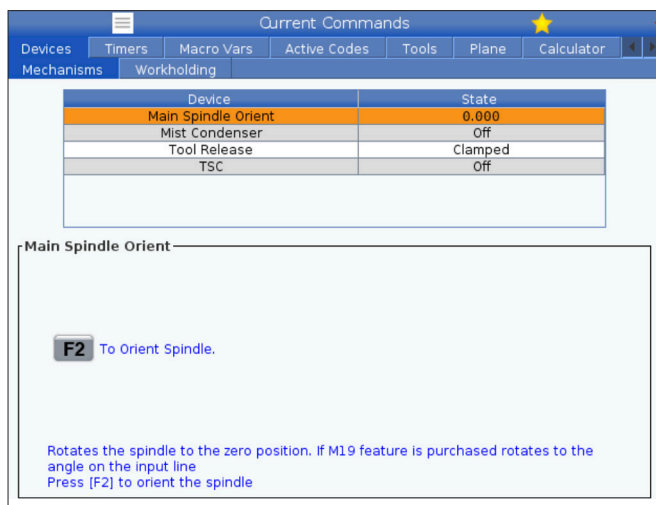 Current Commands
Devices Timers Macro Vars Active Codes Tools Plane Calculator
Mechanisms Workholding
Device State
Main Spindle Orient 0.000
Mist Condenser Off
Tool Release Clamped
TSC Off
Main Spindle Orient
F2 To Orient Spindle.
Rotates the spindle to the zero position. If M19 feature is purchased rotates to the
angle on the input line
Press [F2] to orient the spindle